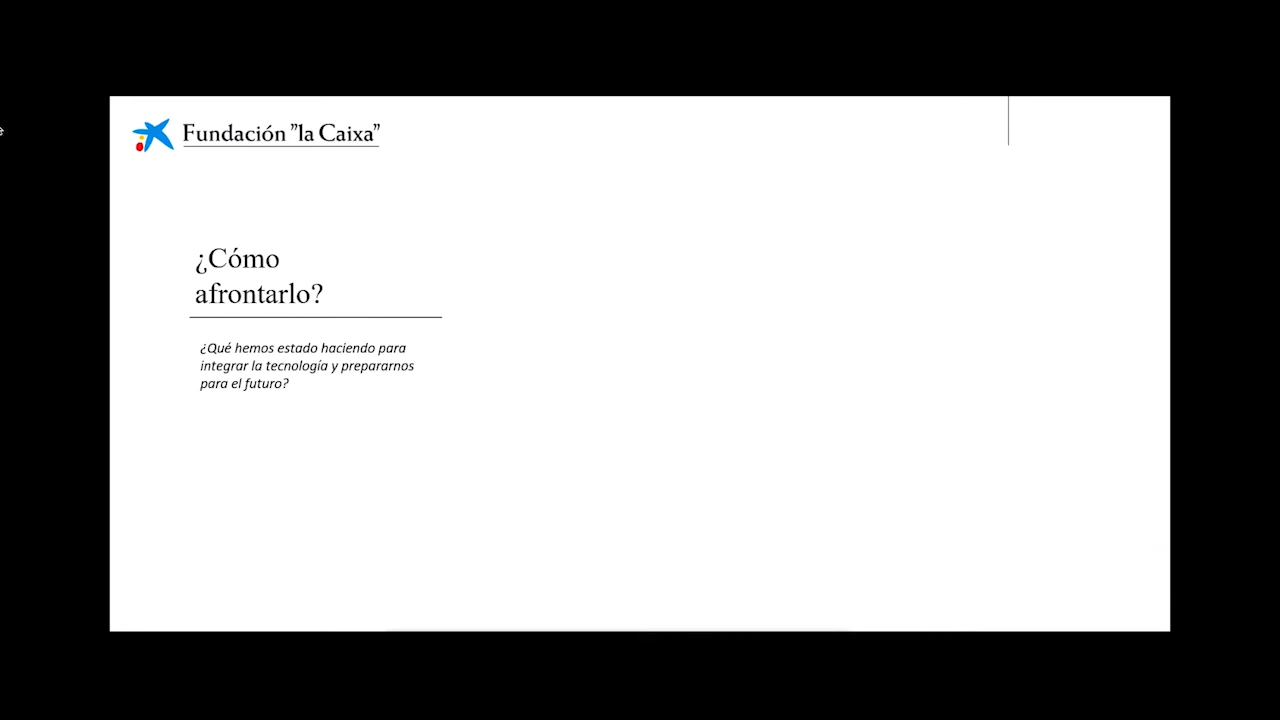 Fundación ”la Caixa”
¿Cómo
afrontarlo?
¿Qué hemos estado haciendo para
integrar la tecnología y prepararnos
para el futuro?